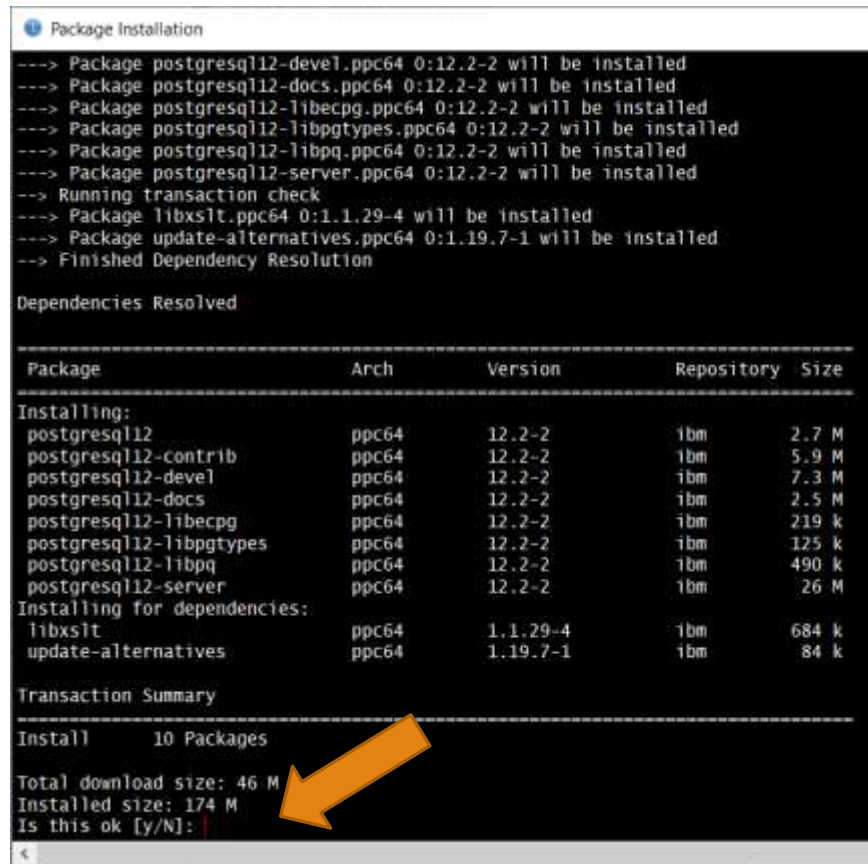 Package Installation
---> Package postgresql12-devel.ppc64 0:12.2-2 will be installed
---> Package postgresql12-docs.ppc64 0:12.2-2 will be installed
---> Package postgresql12-libecpg.ppc64 0:12.2-2 will be installed
---> Package postgresql12-libpgtypes.ppc64 0:12.2-2 will be installed
---> Package postgresql12-libpq.ppc64 0:12.2-2 will be installed
---> Package postgresql12-server.ppc64 0:12.2-2 will be installed
--> Running transaction check
---> Package libxslt.ppc64 0:1.1.29-4 will be installed
---> Package update-alternatives.ppc64 0:1.19.7-1 will be installed
--> Finished Dependency Resolution
Dependencies Resolved
Package Arch Version Repository Size
Installing:
postgresql12 ppc64 12.2-2 ibm 2.7 M
postgresql12-contrib ppc64 12.2-2 ibm 5.9 M
postgresql12-devel ppc64 12.2-2 ibm 7.3 M
postgresql12-docs ppc64 12.2-2 ibm 2.5 M
postgresql12-libecpg ppc64 12.2-2 ibm 219 k
postgresql12-libpgtypes ppc64 12.2-2 ibm 125 k
postgresql12-libpq ppc64 12.2-2 ibm 490 k
postgresql12-server ppc64 12.2-2 ibm 26 M
Installing for dependencies:
libxslt ppc64 1.1.29-4 ibm 684 k
update-alternatives ppc64 1.19.7-1 ibm 84 k
Transaction Summary
Install 10 Packages
Total download size: 46 M
Installed size: 174 M
Is this ok [y/N]: